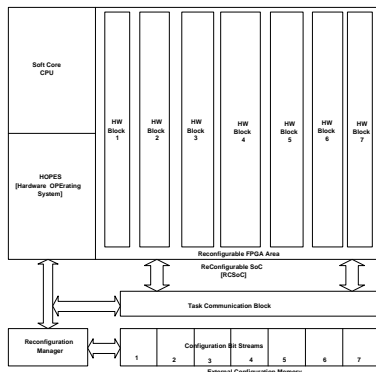 Soft Core
CPU
HOPES
[Hardware OPErating
System]
HW
Block
1
HW
Block
2
HW
Block
3
HW
Block
4
HW
Block
5
HW
Block
6
HW
Block
7
Reconfigurable FPGA Area
ReConfigurable SoC
[RCSoC]
Task Communication Block
Reconfiguration
Manager
Configuration Bit Streams
1 2 3 4 5 6 7
External Configuration Memory